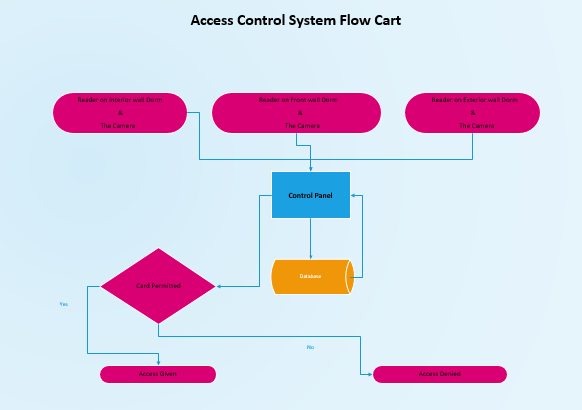 Access Control System Flow Cart
Reader on Interior wall Dorm
&
The Camera
Reader on Front wall Dorm
&
The Camera
Reader on Exterior wall Dorm
&
The Camera
Control Panel
Database
Card Permitted
Yes
No
Access Given
Access Denied